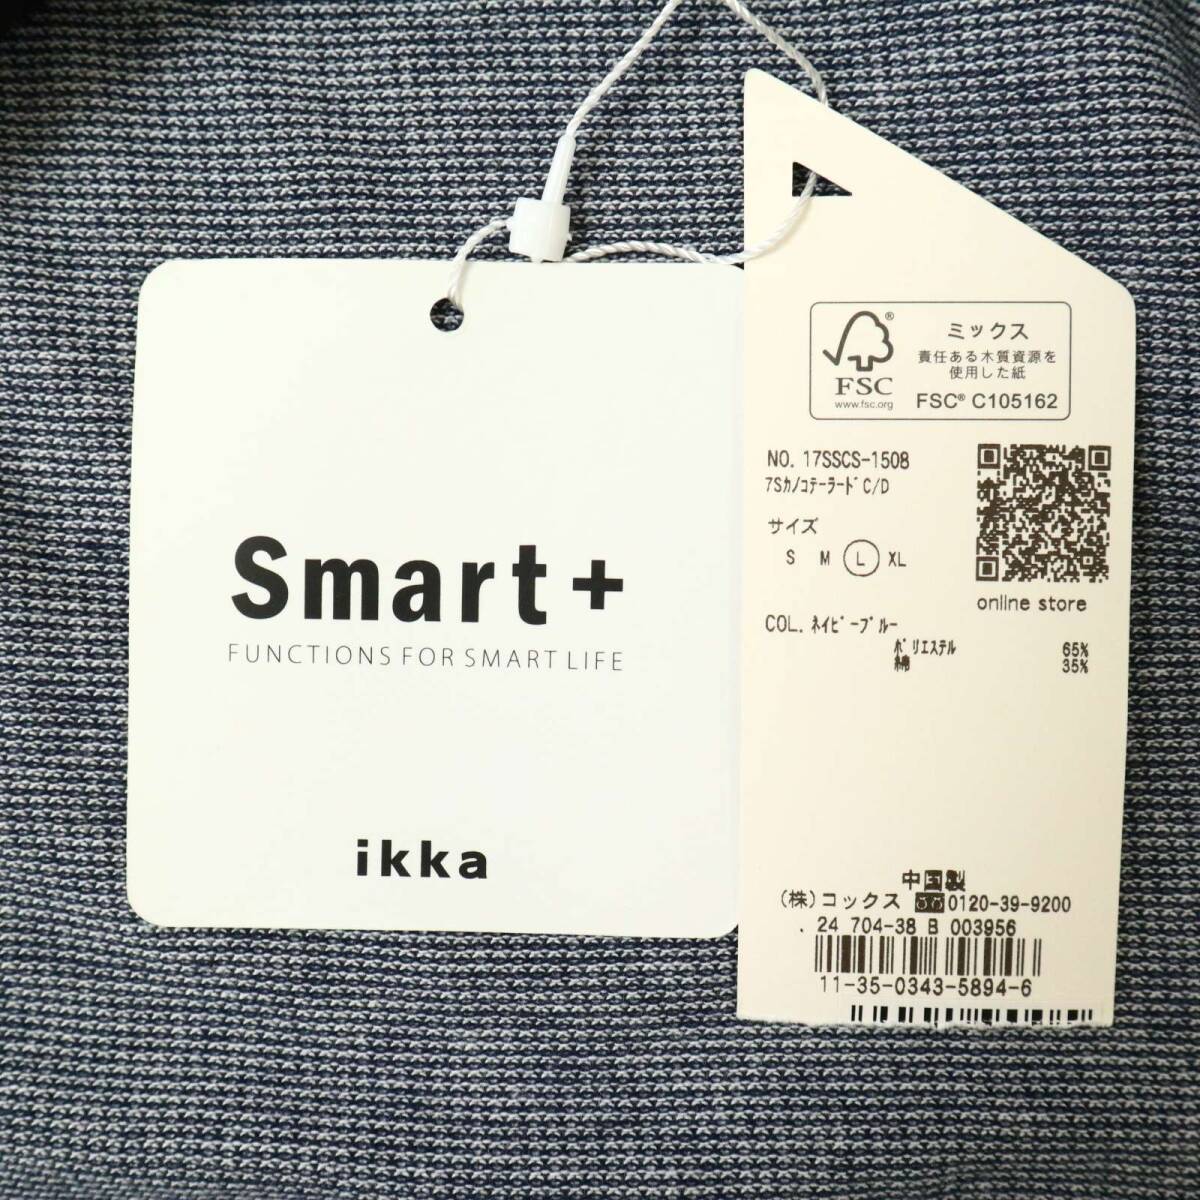 Smart+
FUNCTIONS FOR SMART LIFE
ikka
ミックス
責任ある木質資源を
使用した紙
FSC® C105162
FSC
www.fsc.org
NO. 17SSCS-1508
7Sカノコテーラード C/D
サイズ
S M L XL
online store
COL. ネイビーブルー
ポリエステル 65%
綿 35%
中国製
(株)コックス 0120-39-9200
. 24 704-38 B 003956
11-35-0343-5894-6